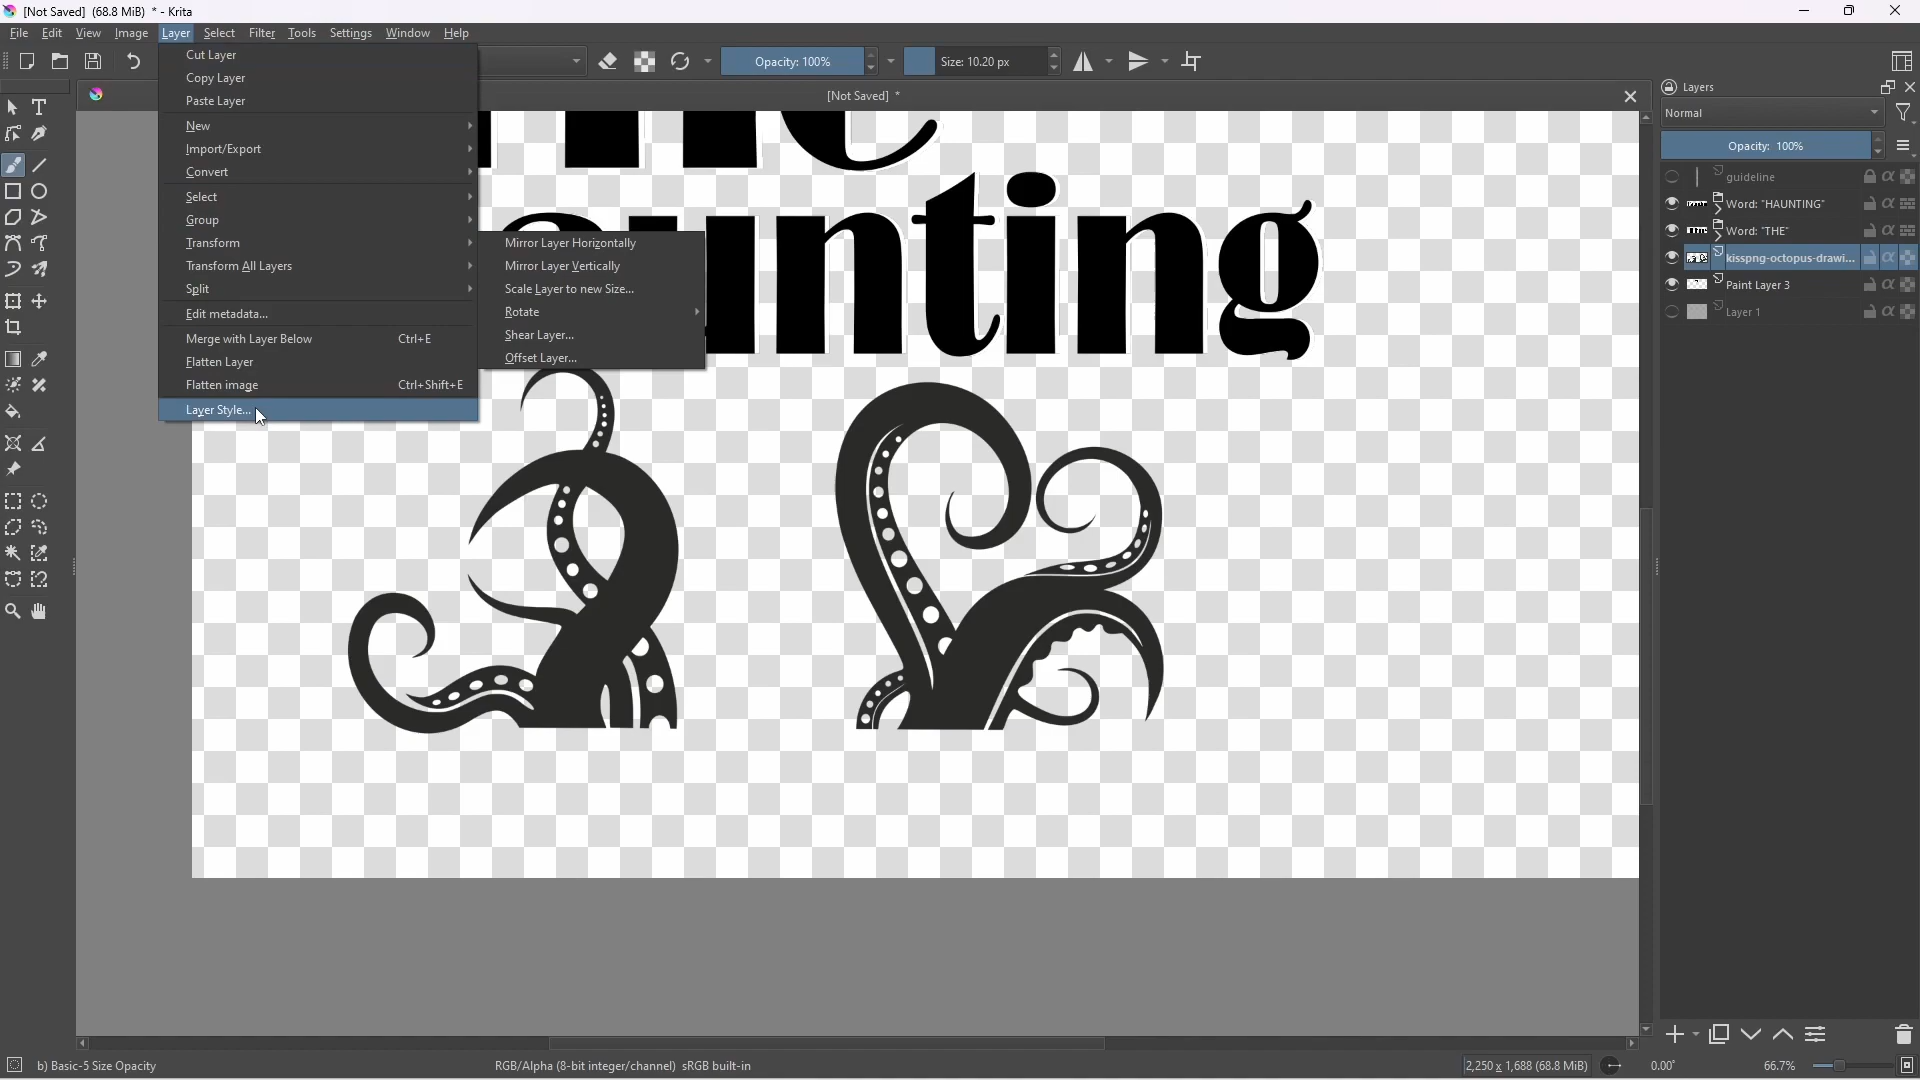 [Not Saved] (68.8 MiB) * - Krita
File Edit View Image Layer Select Filter Tools Settings Window Help
Opacity: 100%
Size: 10.20 px
[Not Saved] *
Cut Layer
Copy Layer
Paste Layer
New
Import/Export
Convert
Select
Group
Transform
Transform All Layers
Split
Edit metadata...
Merge with Layer Below Ctrl+E
Flatten Layer
Flatten image Ctrl+Shift+E
Layer Style...
Mirror Layer Horizontally
Mirror Layer Vertically
Scale Layer to new Size...
Rotate
Shear Layer...
Offset Layer...
unting
Layers
Normal
Opacity: 100%
guideline
Word: "HAUNTING"
Word: "THE"
kisspng-octopus-drawi...
Paint Layer 3
Layer 1
b) Basic-5 Size Opacity
RGB/Alpha (8-bit integer/channel) sRGB built-in
2,250 x 1,688 (68.8 MiB)
0.00°
66.7%